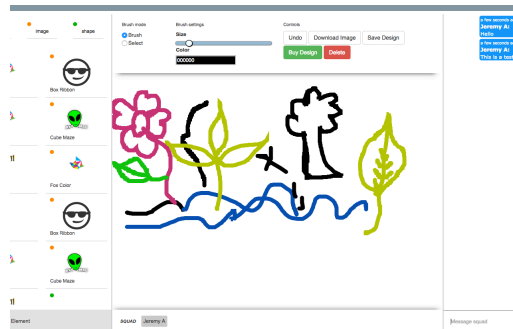 image
shape
Box Ribbon
Cube Maze
Fox Color
Box Ribbon
Cube Maze
Element
Brush mode
Brush
Select
Brush settings
Size
Color
000000
Controls
Undo
Download Image
Save Design
Buy Design
Delete
SQUAD
Jeremy A
a few seconds a
Jeremy A:
Hello
a few seconds a
Jeremy A:
This is a test
Message squad